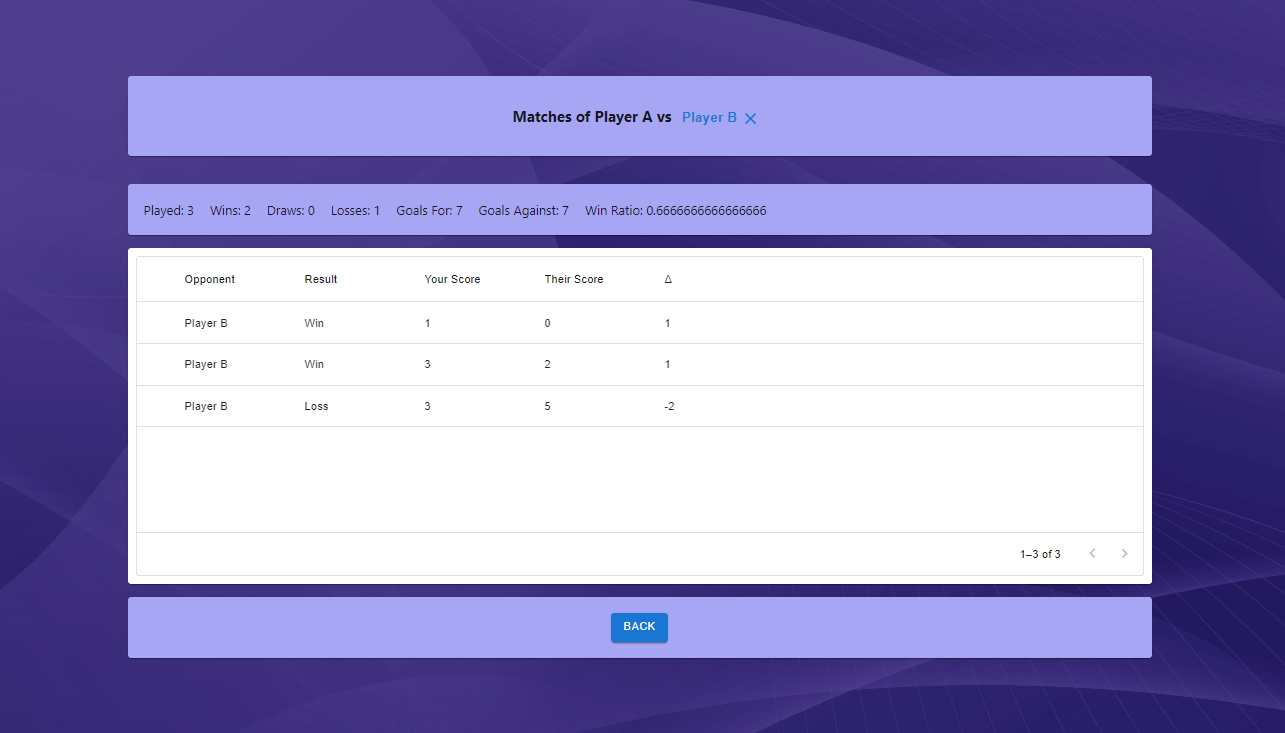 Matches of Player A vs Player B
Played: 3 Wins: 2 Draws: 0 Losses: 1 Goals For: 7 Goals Against: 7 Win Ratio: 0.6666666666666666
Opponent Result Your Score Their Score Δ
Player B Win 1 0 1
Player B Win 3 2 1
Player B Loss 3 5 -2
1–3 of 3
BACK